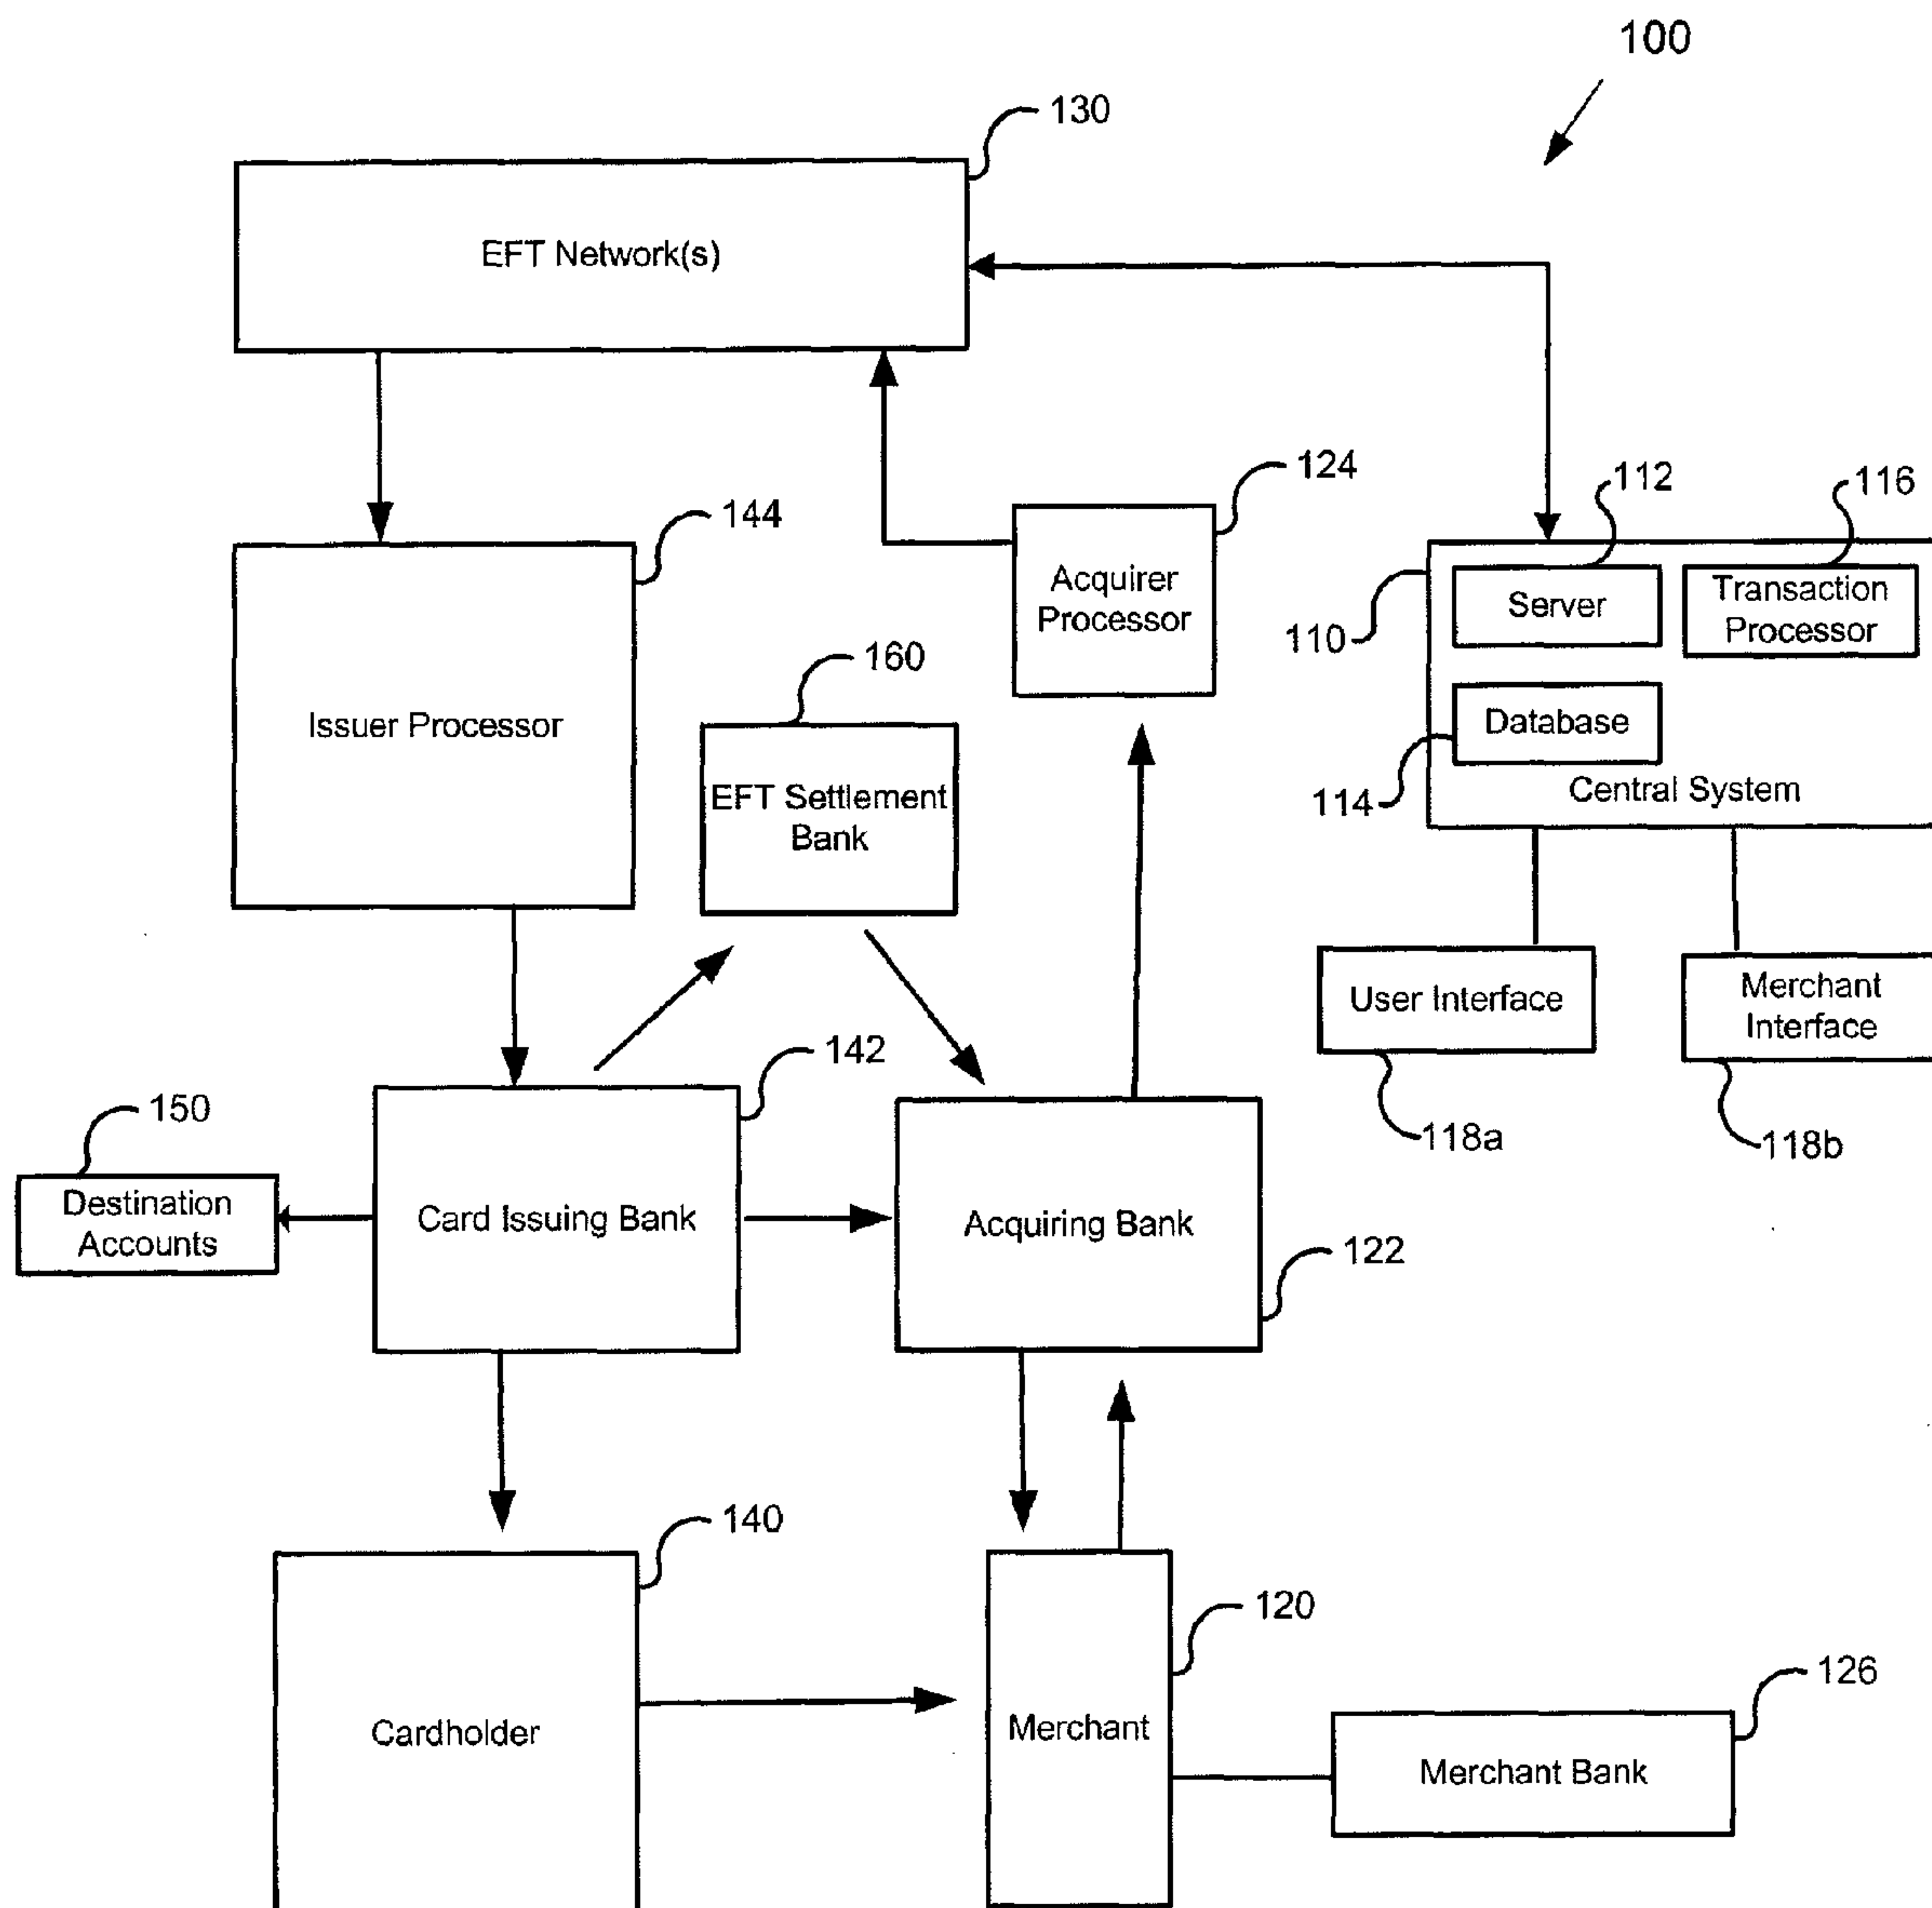 100
130
EFT Network(s)
124
112
116
144
Acquirer
Processor
Server
Transaction
Processor
110
160
Issuer Processor
Database
EFT Settlement
Bank
114
Central System
User Interface
Merchant
Interface
142
150
118a
118b
Destination
Accounts
Card Issuing Bank
Acquiring Bank
122
140
120
126
Cardholder
Merchant
Merchant Bank